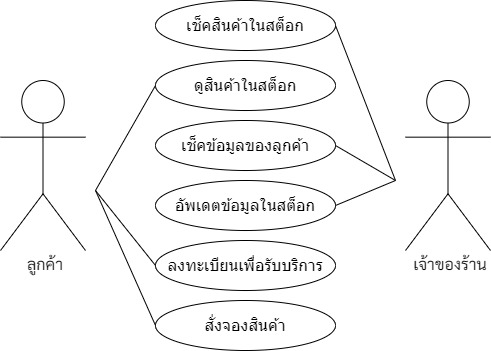 เช็คสินค้าในสต็อก
ดูสินค้าในสต็อก
เช็คข้อมูลของลูกค้า
อัพเดตข้อมูลในสต็อก
ลงทะเบียนเพื่อรับบริการ
สั่งจองสินค้า
ลูกค้า
เจ้าของร้าน